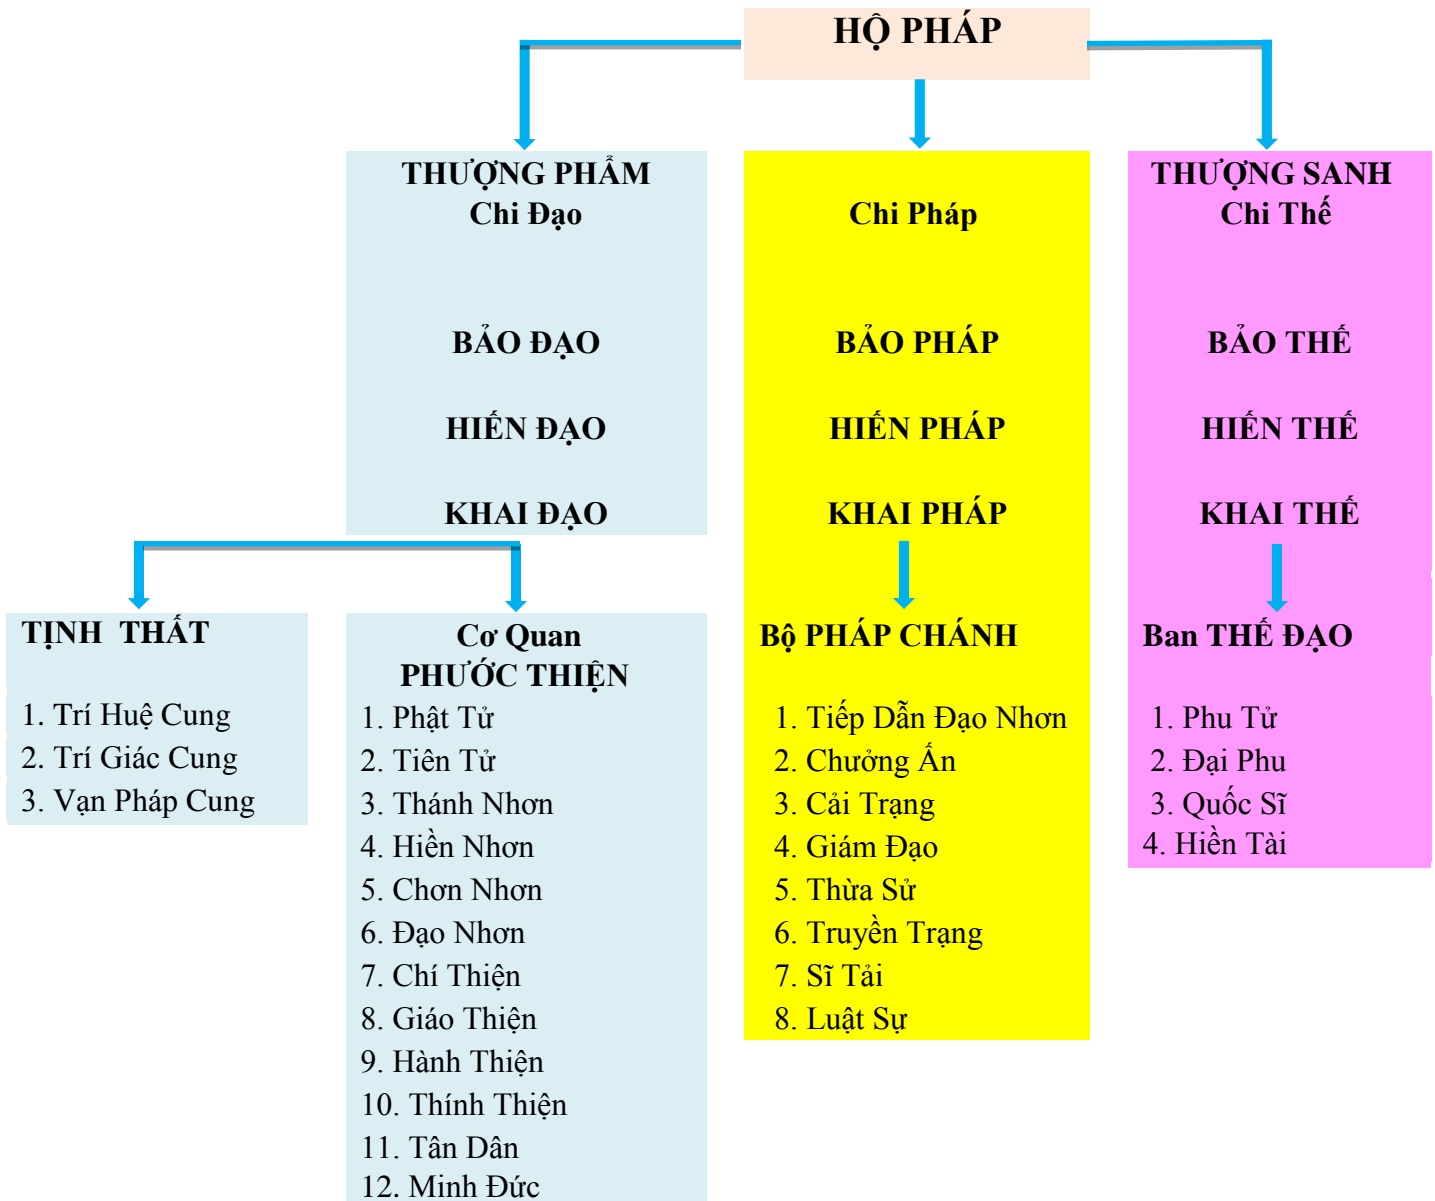 HỘ PHÁP
THƯỢNG PHẨM
Chi Đạo
BẢO ĐẠO
HIẾN ĐẠO
KHAI ĐẠO
Chi Pháp
BẢO PHÁP
HIẾN PHÁP
KHAI PHÁP
THƯỢNG SANH
Chi Thế
BẢO THẾ
HIẾN THẾ
KHAI THẾ
TỊNH THẤT
1. Trí Huệ Cung
2. Trí Giác Cung
3. Vạn Pháp Cung
Cơ Quan
PHƯỚC THIỆN
1. Phật Tử
2. Tiên Tử
3. Thánh Nhơn
4. Hiền Nhơn
5. Chơn Nhơn
6. Đạo Nhơn
7. Chí Thiện
8. Giáo Thiện
9. Hành Thiện
10. Thính Thiện
11. Tân Dân
12. Minh Đức
Bộ PHÁP CHÁNH
1. Tiếp Dẫn Đạo Nhơn
2. Chưởng Ấn
3. Cải Trạng
4. Giám Đạo
5. Thừa Sử
6. Truyền Trạng
7. Sĩ Tải
8. Luật Sự
Ban THẾ ĐẠO
1. Phu Tử
2. Đại Phu
3. Quốc Sĩ
4. Hiền Tài